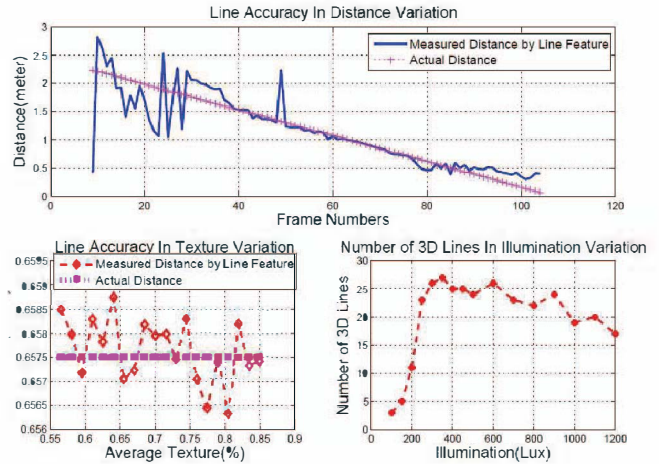 Line Accuracy In Distance Variation
3
2.5
2
1.5
1
0.5
0
Distance(meter)
Measured Distance by Line Feature
Actual Distance
0 20 40 60 80 100 120
Frame Numbers
Line Accuracy In Texture Variation
0.6595
0.659
0.6585
0.658
0.6575
0.657
0.6565
0.656
Measured Distance by Line Feature
Actual Distance
0.55 0.6 0.65 0.7 0.75 0.8 0.85 0.9
Average Texture(%)
Number of 3D Lines In Illumination Variation
30
25
20
15
10
5
0
Number of 3D Lines
0 200 400 600 800 1000 1200
Illumination(Lux)